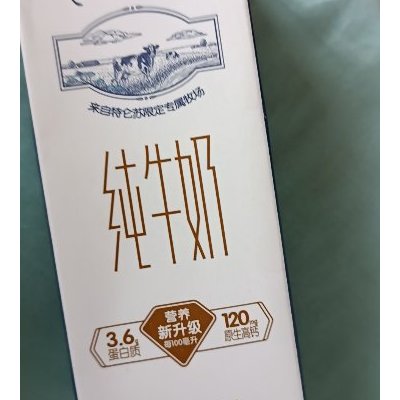 来自特仑苏限定专属牧场
纯牛奶
营养
新升级
每100毫升
3.6g
蛋白质
120mg
原生高钙